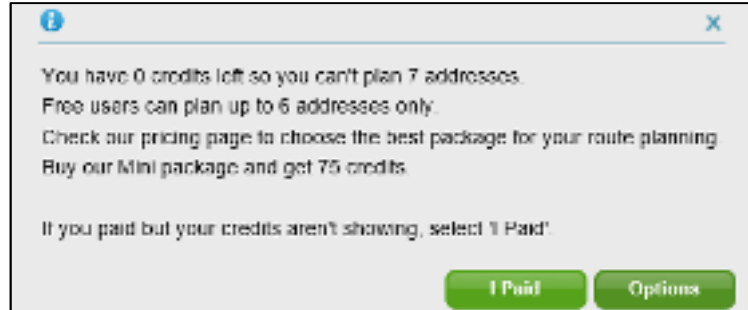 You have 0 credits left so you can't plan 7 addresses.
Free users can plan up to 6 addresses only.
Check our pricing page to choose the best package for your route planning.
Buy our Mini package and get 75 credits.
If you paid but your credits aren't showing, select 'I Paid'.
I Paid Options